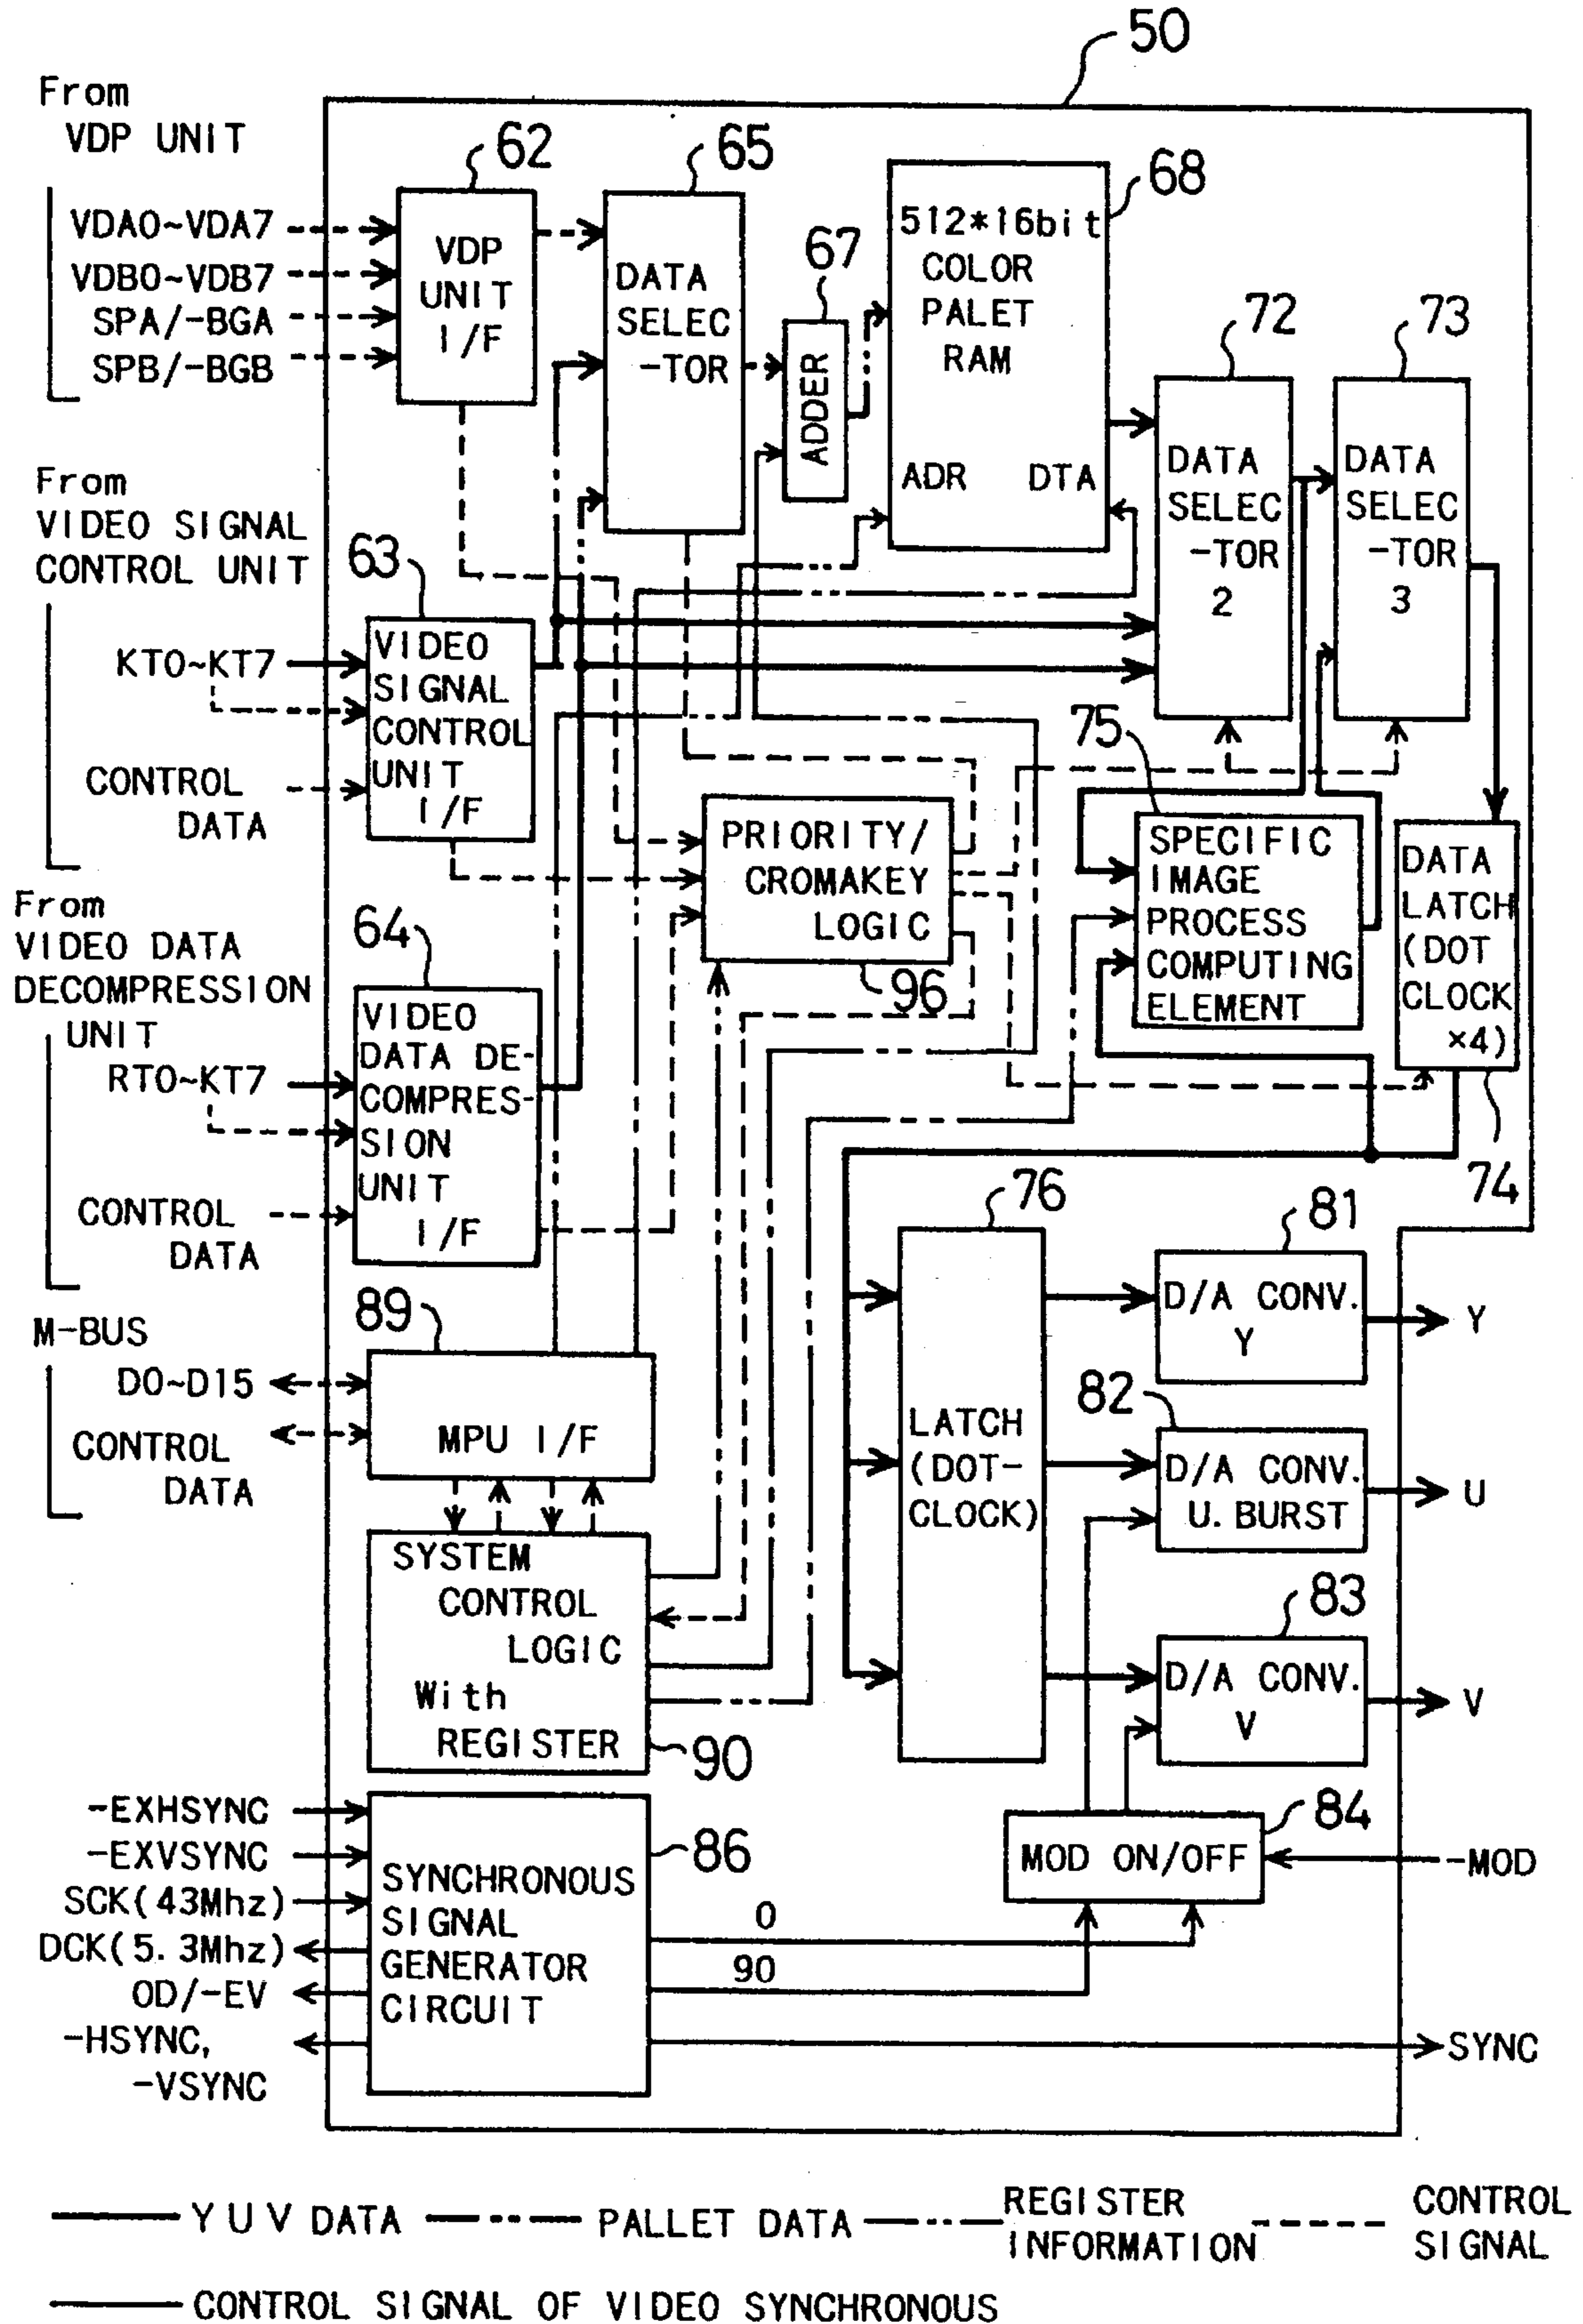 50
From
VDP UNIT
VDA0~VDA7
VDB0~VDB7
SPA/-BGA
SPB/-BGB
62
VDP
UNIT
I/F
65
DATA
SELEC
-TOR
67
ADDER
68
512*16bit
COLOR
PALET
RAM
ADR DTA
72
DATA
SELEC
-TOR
2
73
DATA
SELEC
-TOR
3
From
VIDEO SIGNAL
CONTROL UNIT
KT0~KT7
CONTROL
DATA
63
VIDEO
SIGNAL
CONTROL
UNIT
I/F
PRIORITY/
CROMAKEY
LOGIC
96
75
SPECIFIC
IMAGE
PROCESS
COMPUTING
ELEMENT
DATA
LATCH
(DOT
CLOCK
×4)
74
From
VIDEO DATA
DECOMPRESSION
UNIT
RT0~KT7
CONTROL
DATA
64
VIDEO
DATA DE-
COMPRES-
SION
UNIT
I/F
M-BUS
D0~D15
CONTROL
DATA
89
MPU I/F
SYSTEM
CONTROL
LOGIC
With
REGISTER
90
76
LATCH
(DOT-
CLOCK)
81
D/A CONV.
Y
Y
82
D/A CONV.
U. BURST
U
83
D/A CONV.
V
V
84
MOD ON/OFF
-MOD
-EXHSYNC
-EXVSYNC
SCK(43Mhz)
DCK(5.3Mhz)
OD/-EV
-HSYNC,
-VSYNC
86
SYNCHRONOUS
SIGNAL
GENERATOR
CIRCUIT
0
90
SYNC
YUV DATA
PALLET DATA
REGISTER
INFORMATION
CONTROL
SIGNAL
CONTROL SIGNAL OF VIDEO SYNCHRONOUS